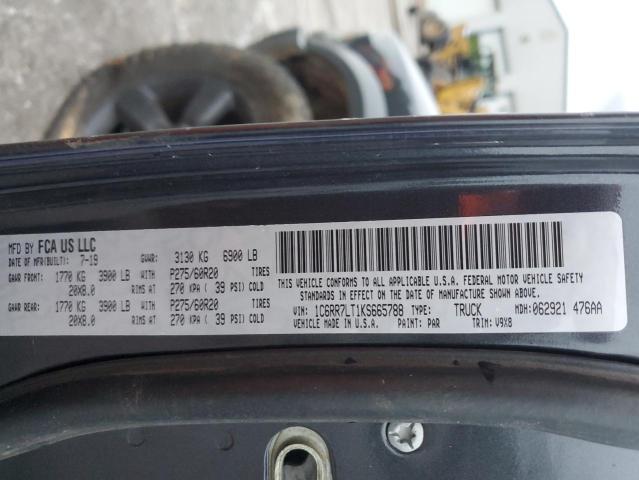 MFD BY FCA US LLC
DATE OF MFR(BUILT): 7-19 GVWR: 3130 KG 6900 LB
GAWR FRONT: 1770 KG 3900 LB WITH P275/60R20 TIRES
20X8.0 RIMS AT 270 KPA ( 39 PSI) COLD
GAWR REAR: 1770 KG 3900 LB WITH P275/60R20 TIRES
20X8.0 RIMS AT 270 KPA ( 39 PSI) COLD
THIS VEHICLE CONFORMS TO ALL APPLICABLE U.S.A. FEDERAL MOTOR VEHICLE SAFETY
STANDARDS IN EFFECT ON THE DATE OF MANUFACTURE SHOWN ABOVE.
VIN: 1C6RR7LT1KS665788 TYPE: TRUCK MDH: 062921 476AA
VEHICLE MADE IN U.S.A. PAINT: PAR TRIM: V9X8